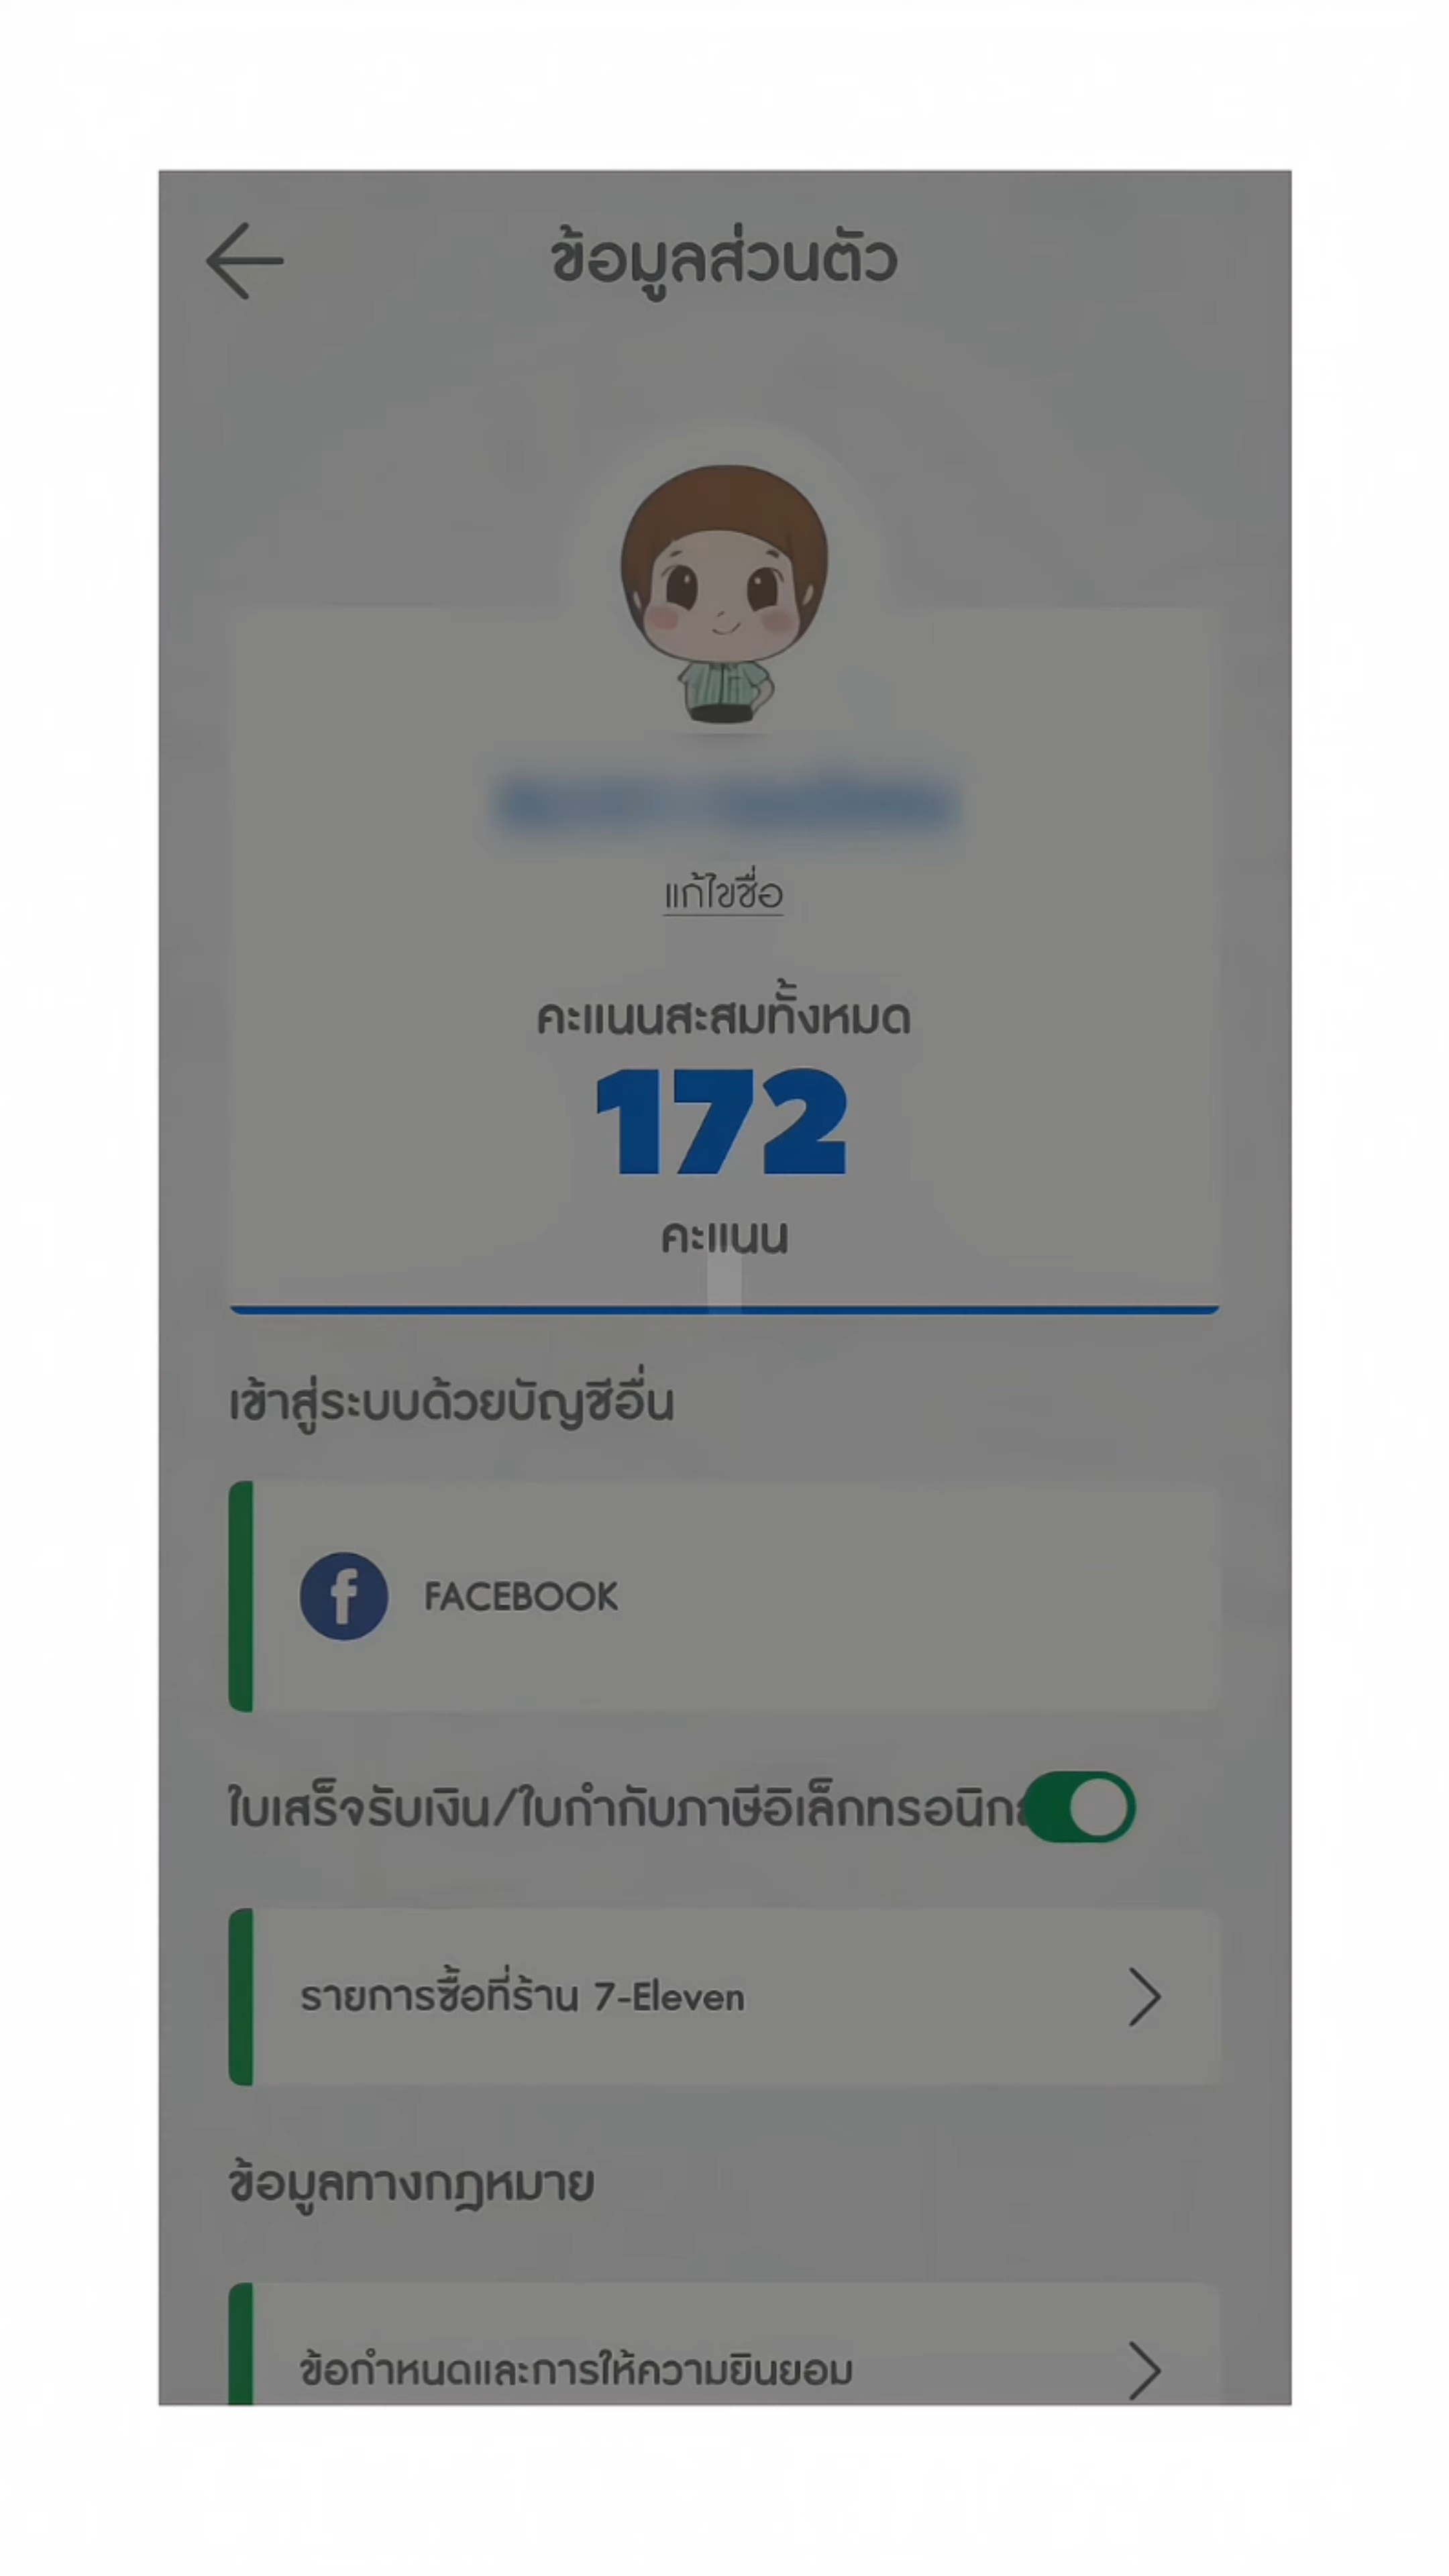 ข้อมูลส่วนตัว
แก้ไขชื่อ
คะแนนสะสมทั้งหมด
172
คะแนน
เข้าสู่ระบบด้วยบัญชีอื่น
FACEBOOK
ใบเสร็จรับเงิน/ใบกำกับภาษีอิเล็กทรอนิก
รายการซื้อที่ร้าน 7-Eleven
ข้อมูลทางกฎหมาย
ข้อกำหนดและการให้ความยินยอม